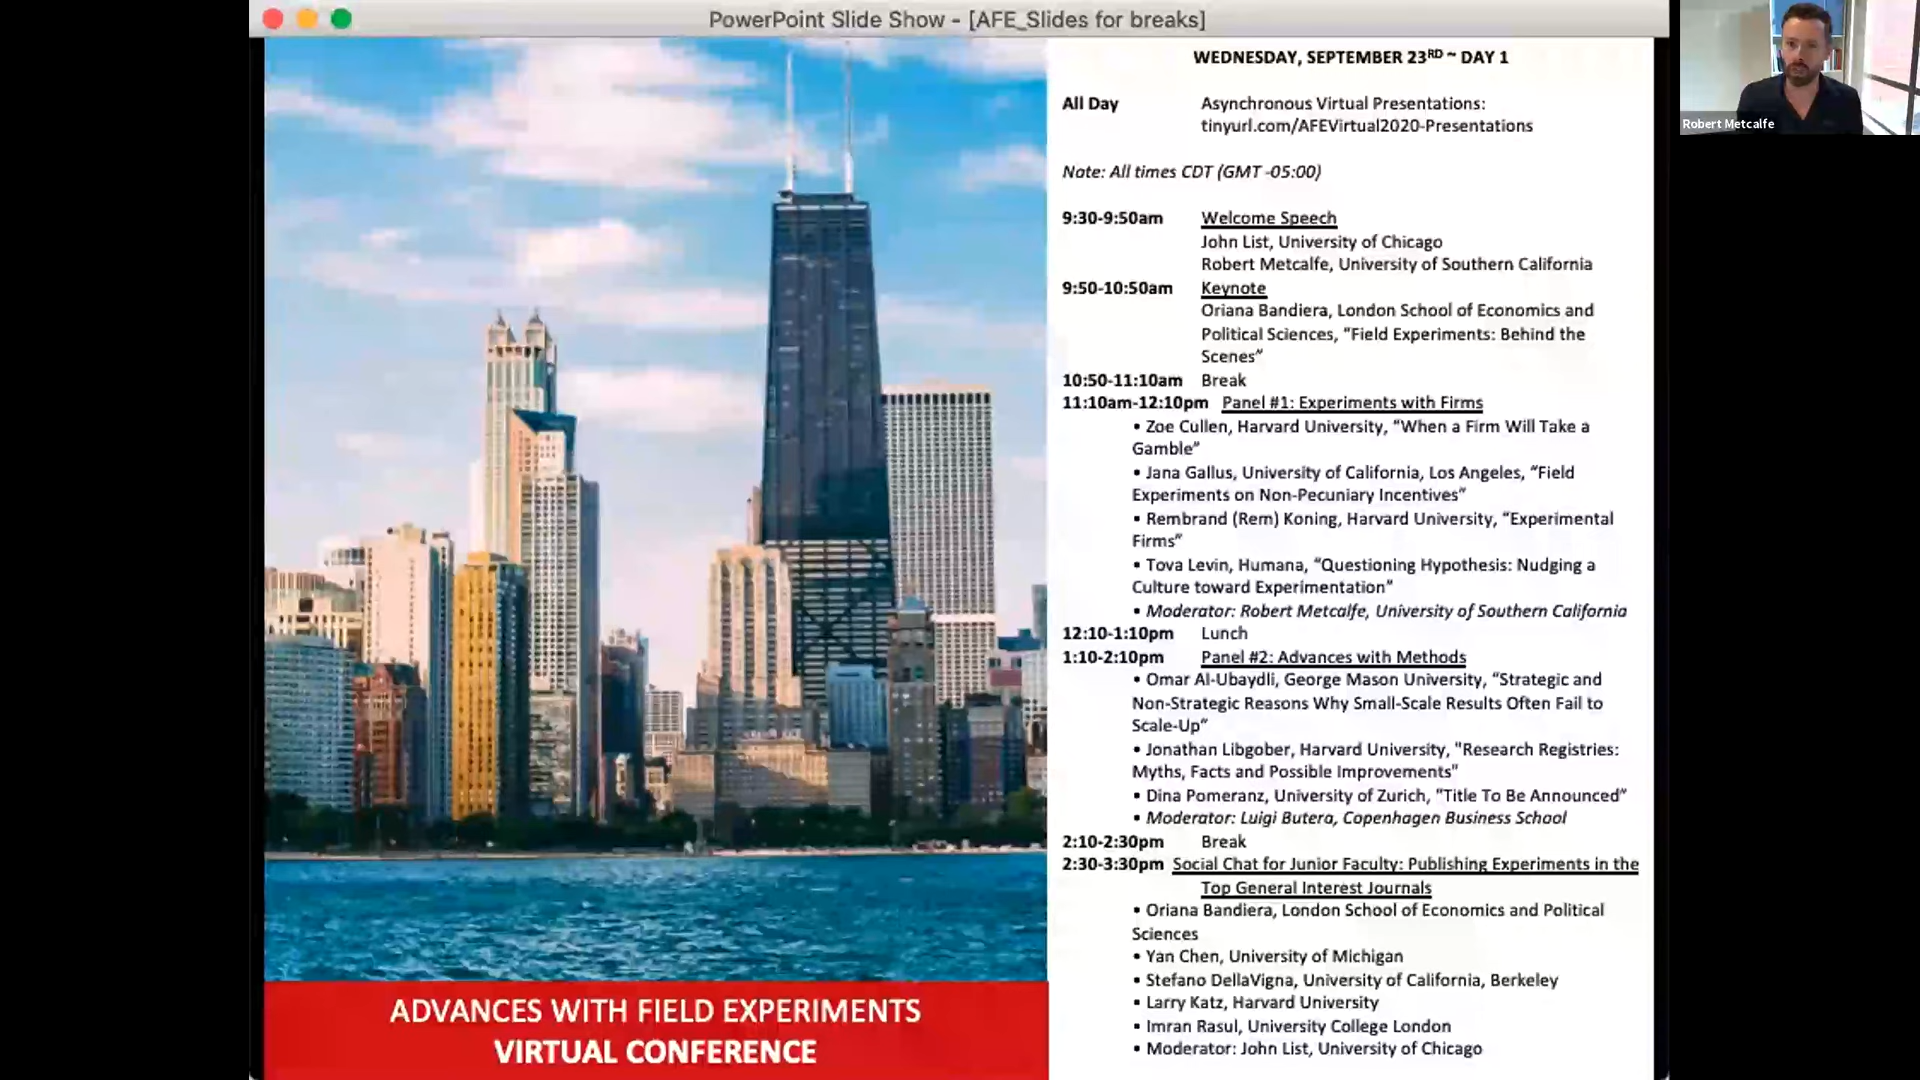 PowerPoint Slide Show - [AFE_Slides for breaks]
Robert Metcalfe
WEDNESDAY, SEPTEMBER 23RD ~ DAY 1
All Day Asynchronous Virtual Presentations:
tinyurl.com/AFEVirtual2020-Presentations
Note: All times CDT (GMT -05:00)
9:30-9:50am Welcome Speech
John List, University of Chicago
Robert Metcalfe, University of Southern California
9:50-10:50am Keynote
Oriana Bandiera, London School of Economics and
Political Sciences, “Field Experiments: Behind the
Scenes”
10:50-11:10am Break
11:10am-12:10pm Panel #1: Experiments with Firms
• Zoe Cullen, Harvard University, “When a Firm Will Take a
Gamble”
• Jana Gallus, University of California, Los Angeles, “Field
Experiments on Non-Pecuniary Incentives”
• Rembrand (Rem) Koning, Harvard University, “Experimental
Firms”
• Tova Levin, Humana, “Questioning Hypothesis: Nudging a
Culture toward Experimentation”
• Moderator: Robert Metcalfe, University of Southern California
12:10-1:10pm Lunch
1:10-2:10pm Panel #2: Advances with Methods
• Omar Al-Ubaydli, George Mason University, “Strategic and
Non-Strategic Reasons Why Small-Scale Results Often Fail to
Scale-Up”
• Jonathan Libgober, Harvard University, "Research Registries:
Myths, Facts and Possible Improvements"
• Dina Pomeranz, University of Zurich, “Title To Be Announced”
• Moderator: Luigi Butera, Copenhagen Business School
2:10-2:30pm Break
2:30-3:30pm Social Chat for Junior Faculty: Publishing Experiments in the
Top General Interest Journals
• Oriana Bandiera, London School of Economics and Political
Sciences
• Yan Chen, University of Michigan
• Stefano DellaVigna, University of California, Berkeley
• Larry Katz, Harvard University
• Imran Rasul, University College London
• Moderator: John List, University of Chicago
ADVANCES WITH FIELD EXPERIMENTS
VIRTUAL CONFERENCE